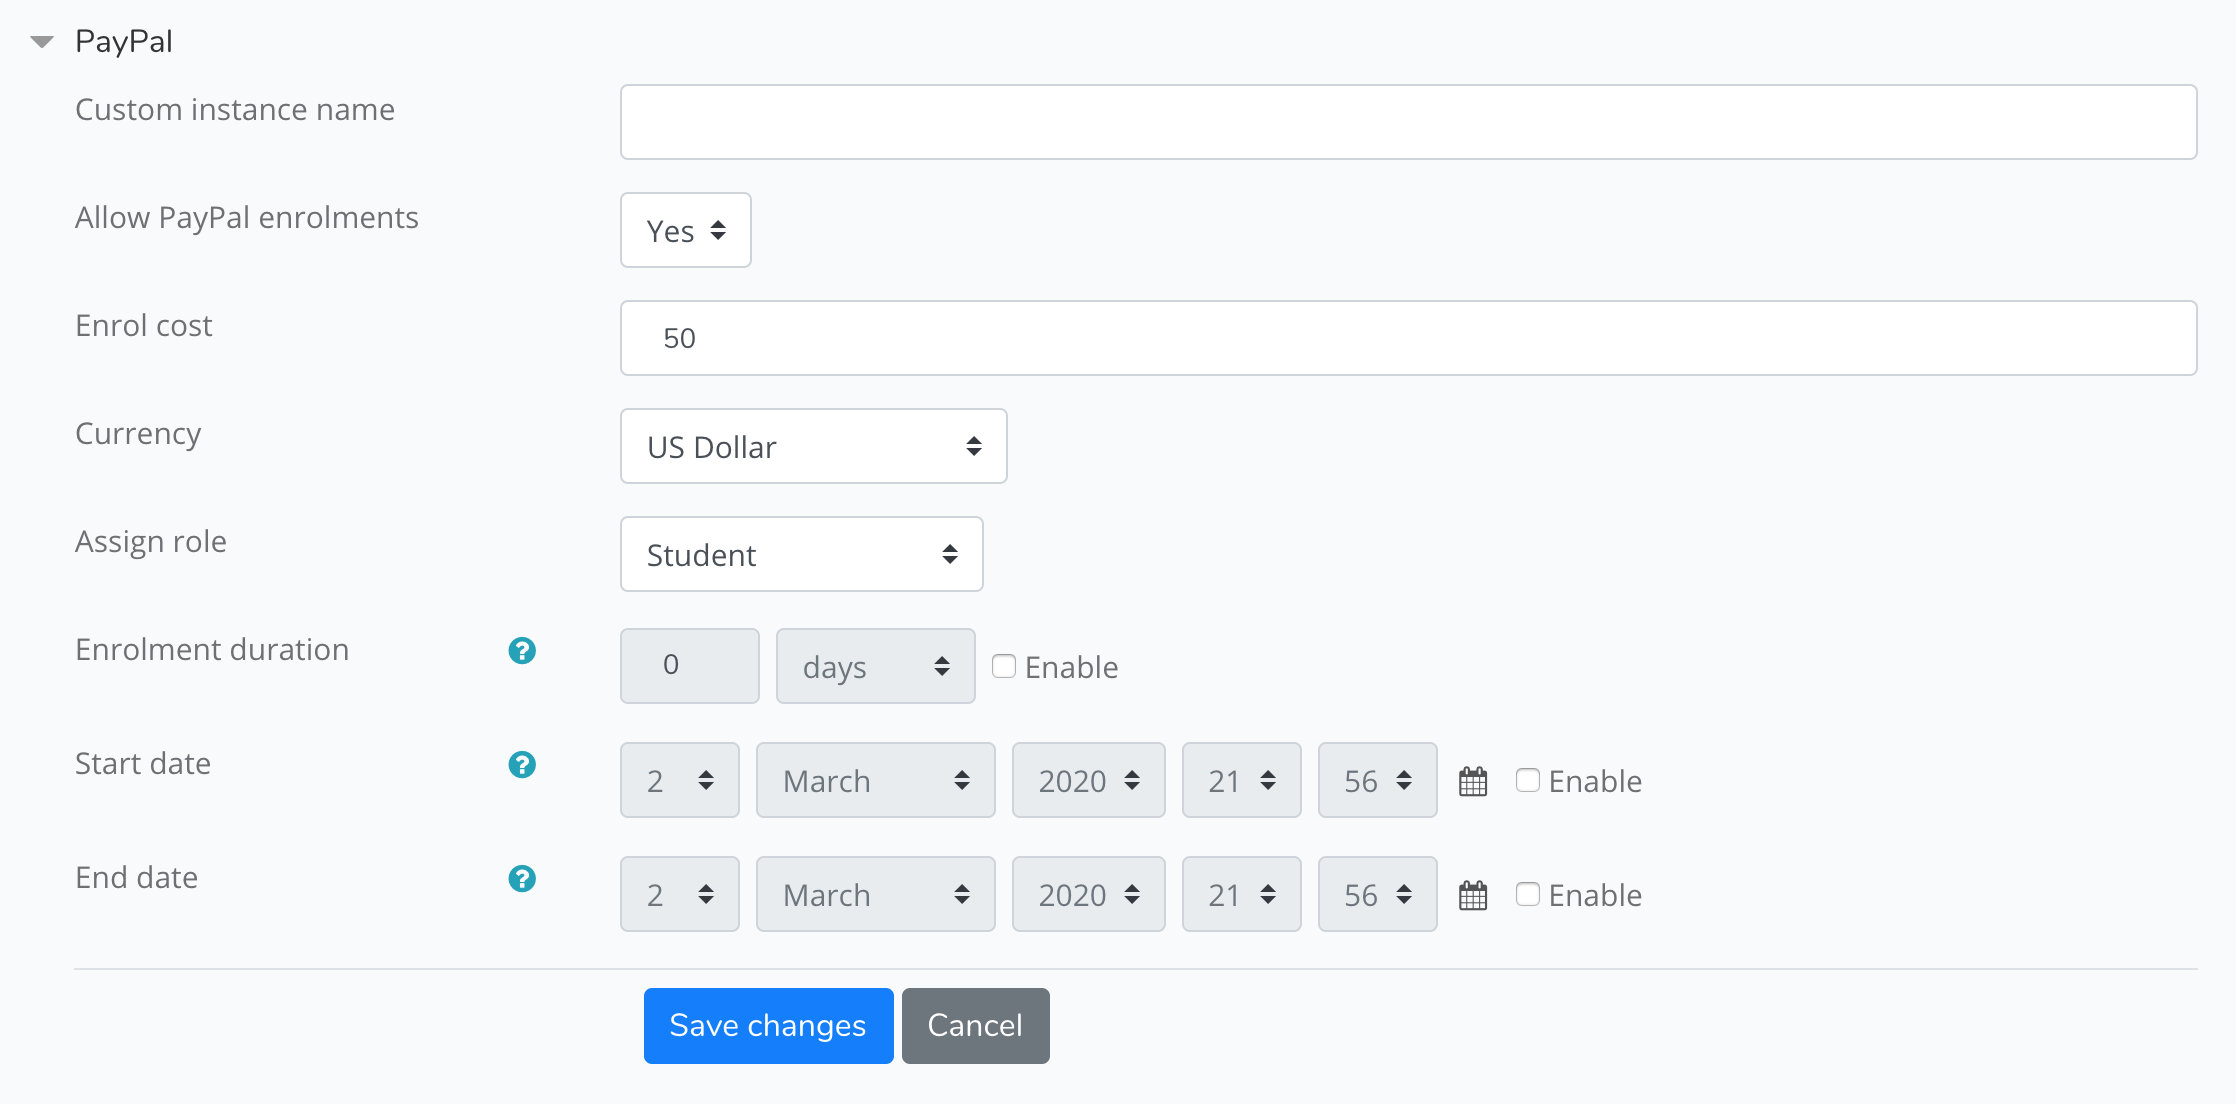 PayPal
Custom instance name
Allow PayPal enrolments Yes
Enrol cost 50
Currency US Dollar
Assign role Student
Enrolment duration ? 0 days Enable
Start date ? 2 March 2020 21 56 Enable
End date ? 2 March 2020 21 56 Enable
Save changes Cancel